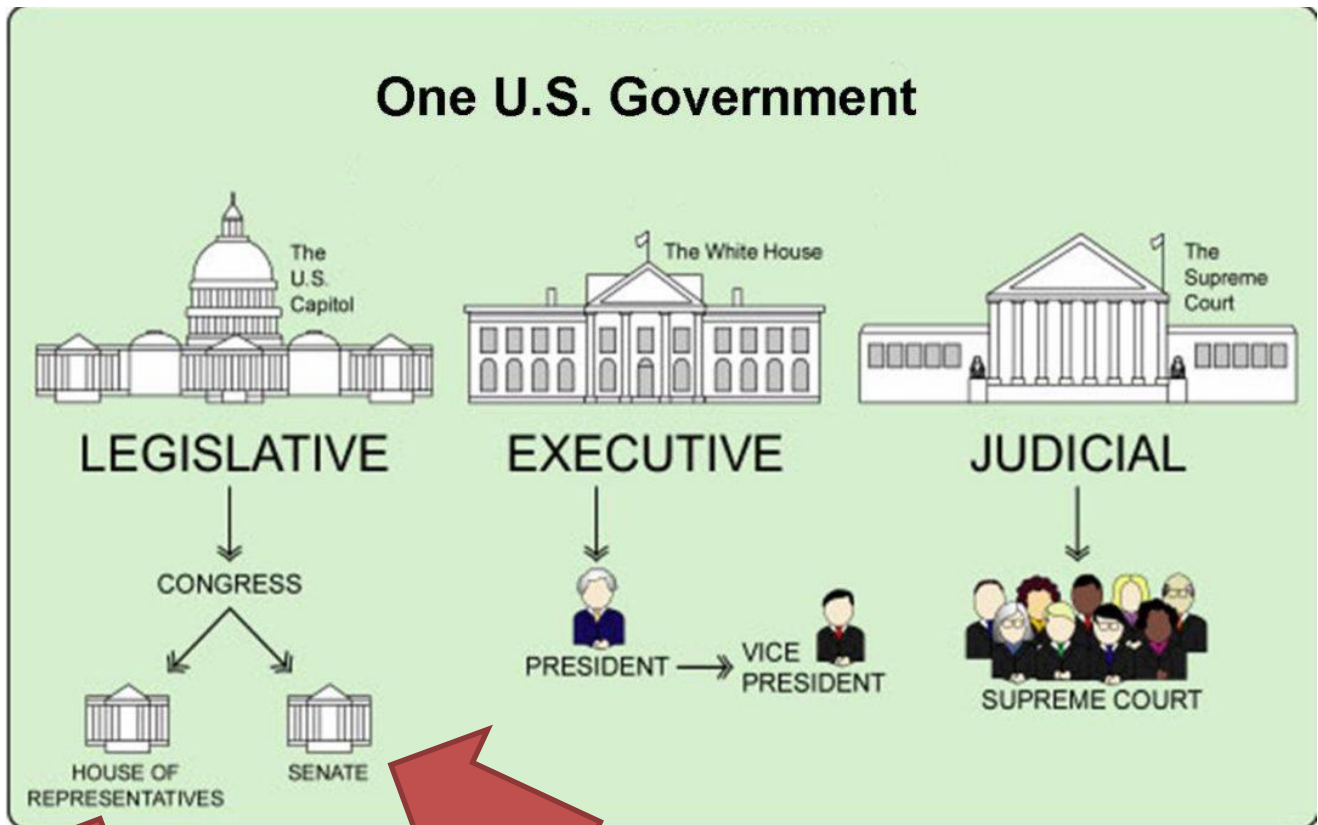 One U.S. Government
The
U.S.
Capitol
The White House
The
Supreme
Court
LEGISLATIVE
EXECUTIVE
JUDICIAL
CONGRESS
PRESIDENT
VICE
PRESIDENT
SUPREME COURT
HOUSE OF
REPRESENTATIVES
SENATE